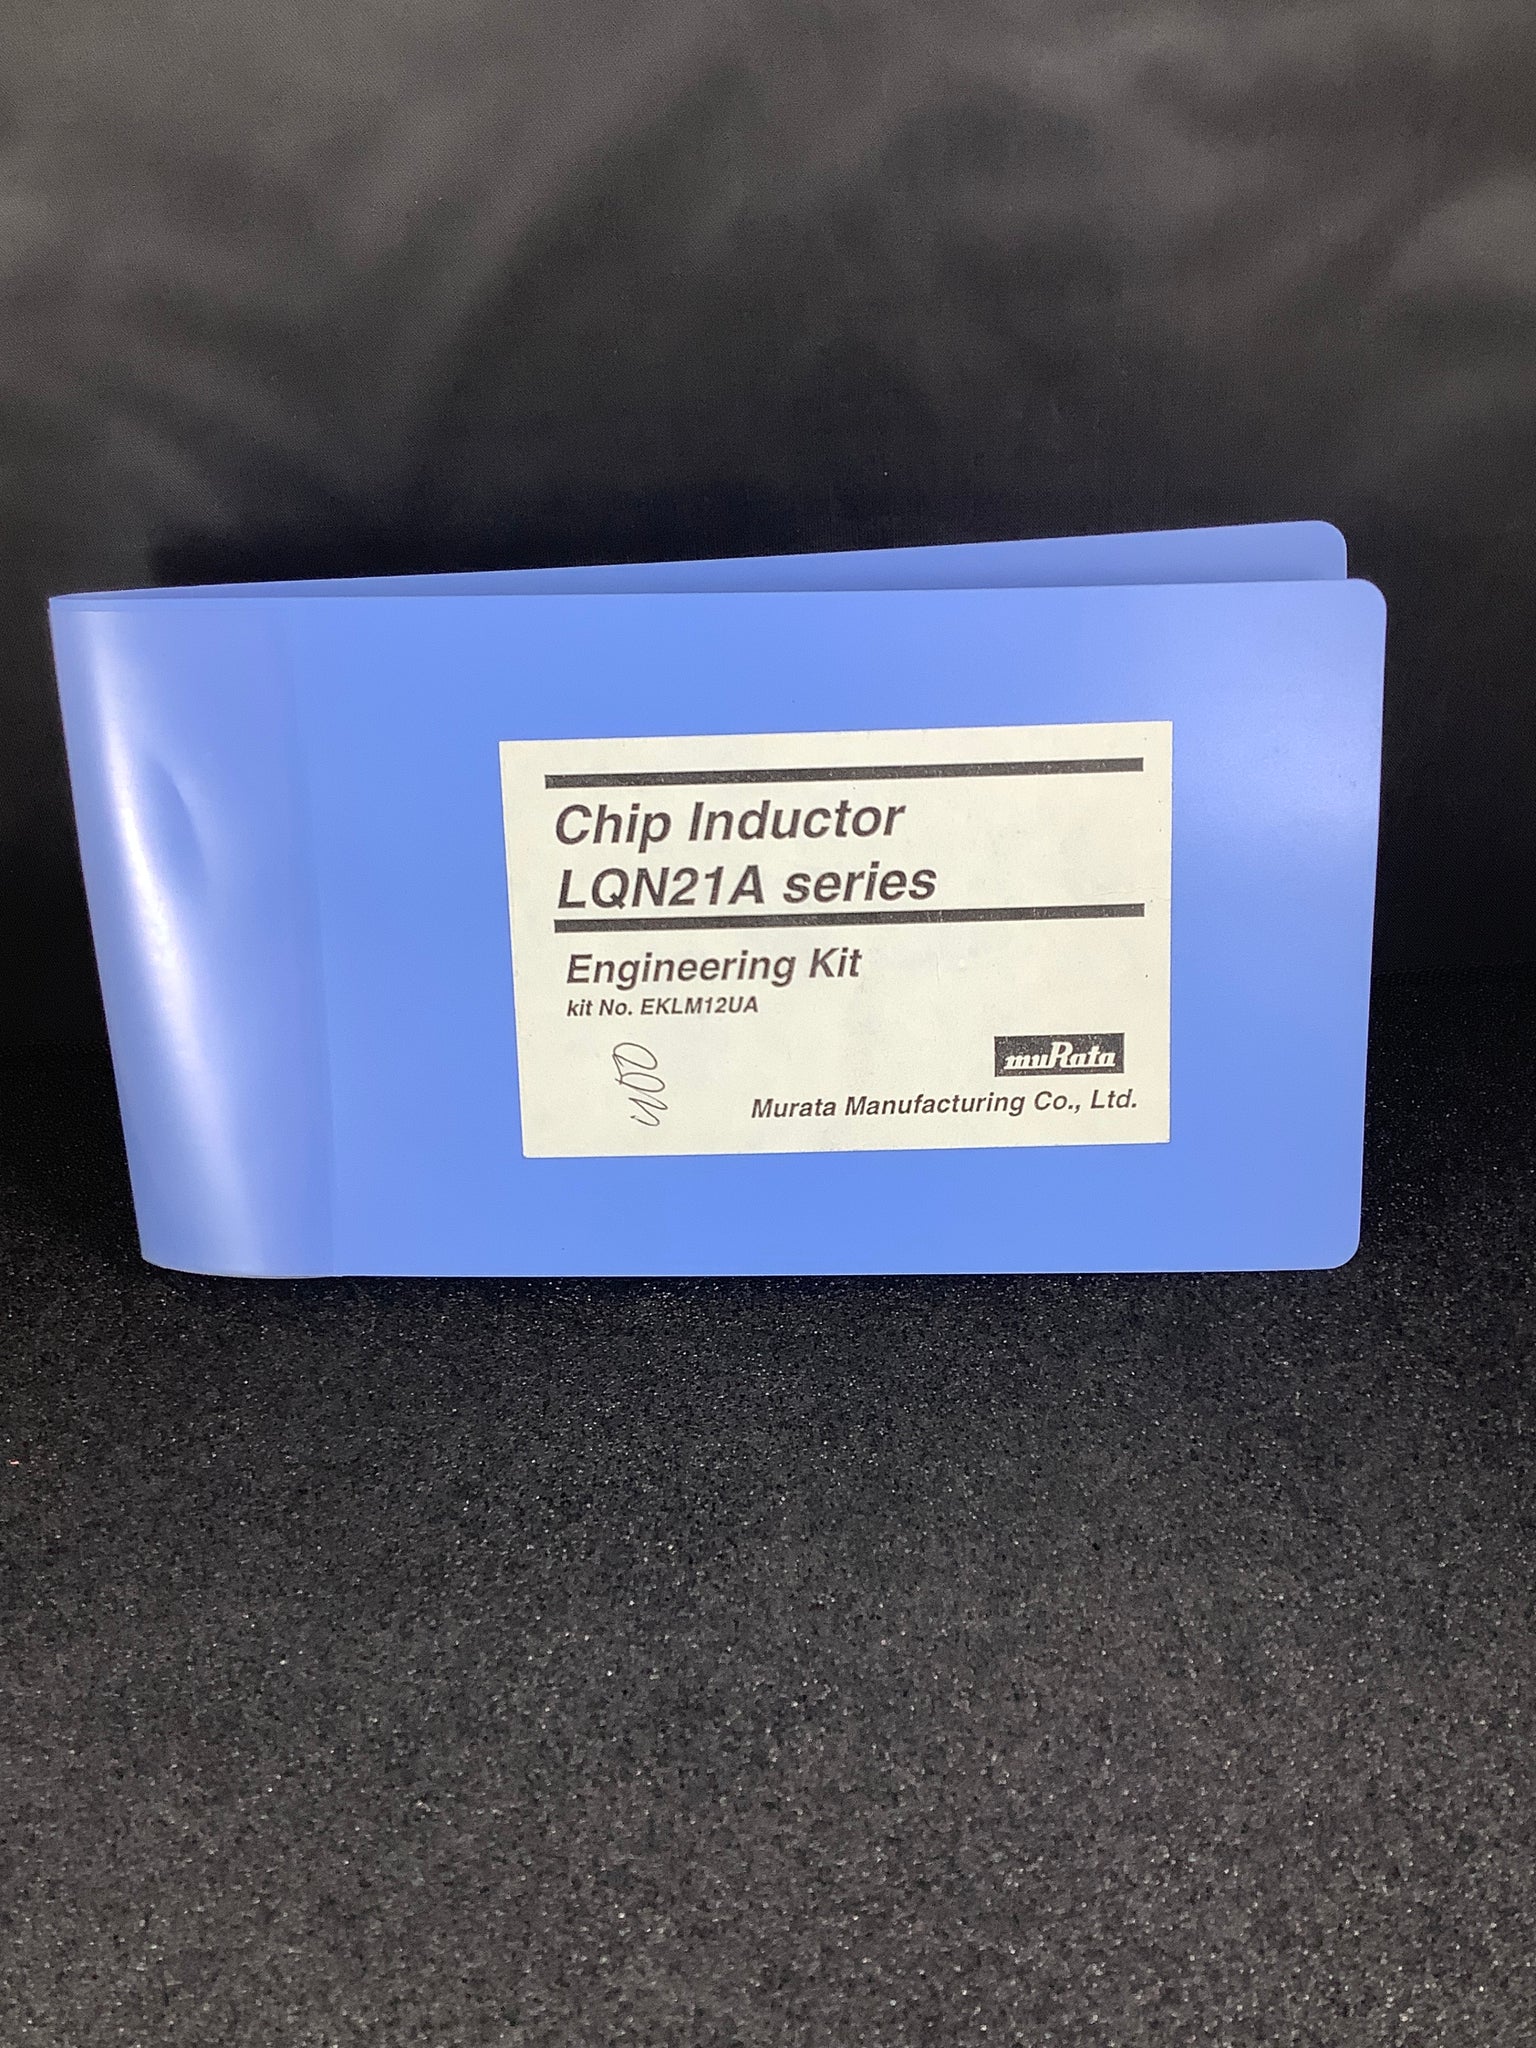 Chip Inductor
LQN21A series
Engineering Kit
kit No. EKLM12UA
muRata
Murata Manufacturing Co., Ltd.